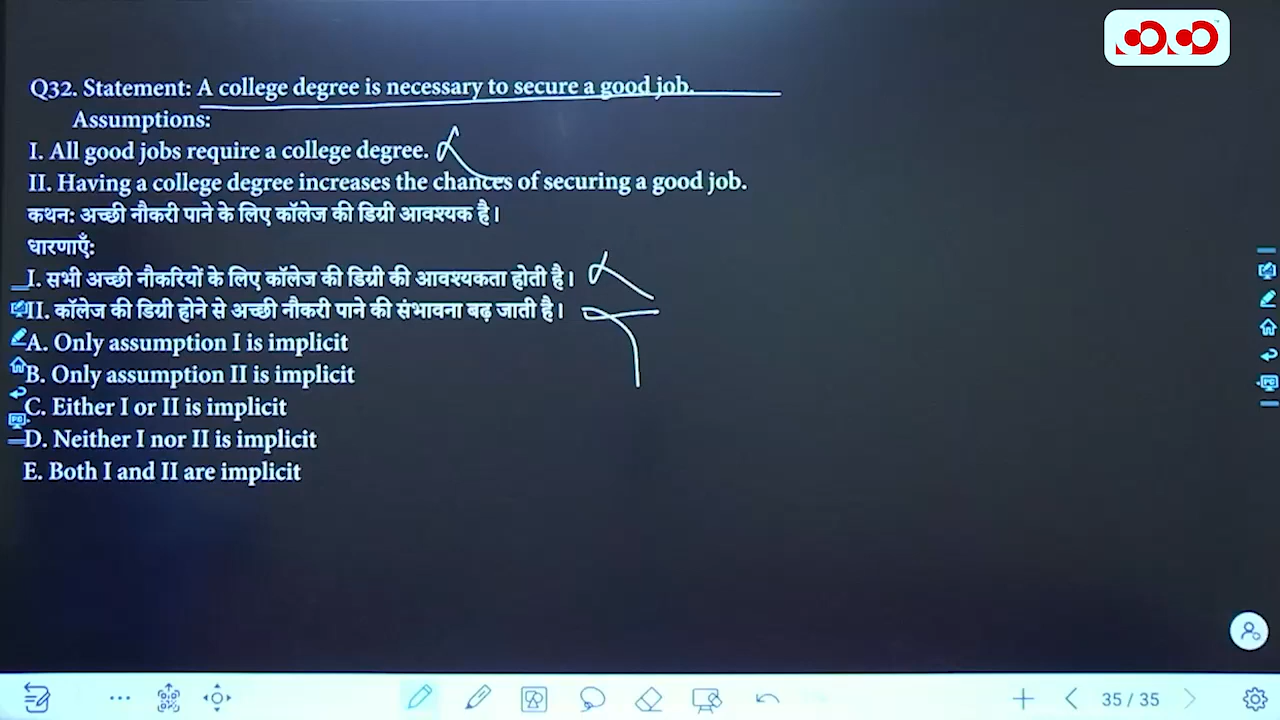 Q32. Statement: A college degree is necessary to secure a good job.
Assumptions:
I. All good jobs require a college degree.
II. Having a college degree increases the chances of securing a good job.
कथन: अच्छी नौकरी पाने के लिए कॉलेज की डिग्री आवश्यक है।
धारणाएँ:
I. सभी अच्छी नौकरियों के लिए कॉलेज की डिग्री की आवश्यकता होती है।
II. कॉलेज की डिग्री होने से अच्छी नौकरी पाने की संभावना बढ़ जाती है।
A. Only assumption I is implicit
B. Only assumption II is implicit
C. Either I or II is implicit
D. Neither I nor II is implicit
E. Both I and II are implicit
35 / 35